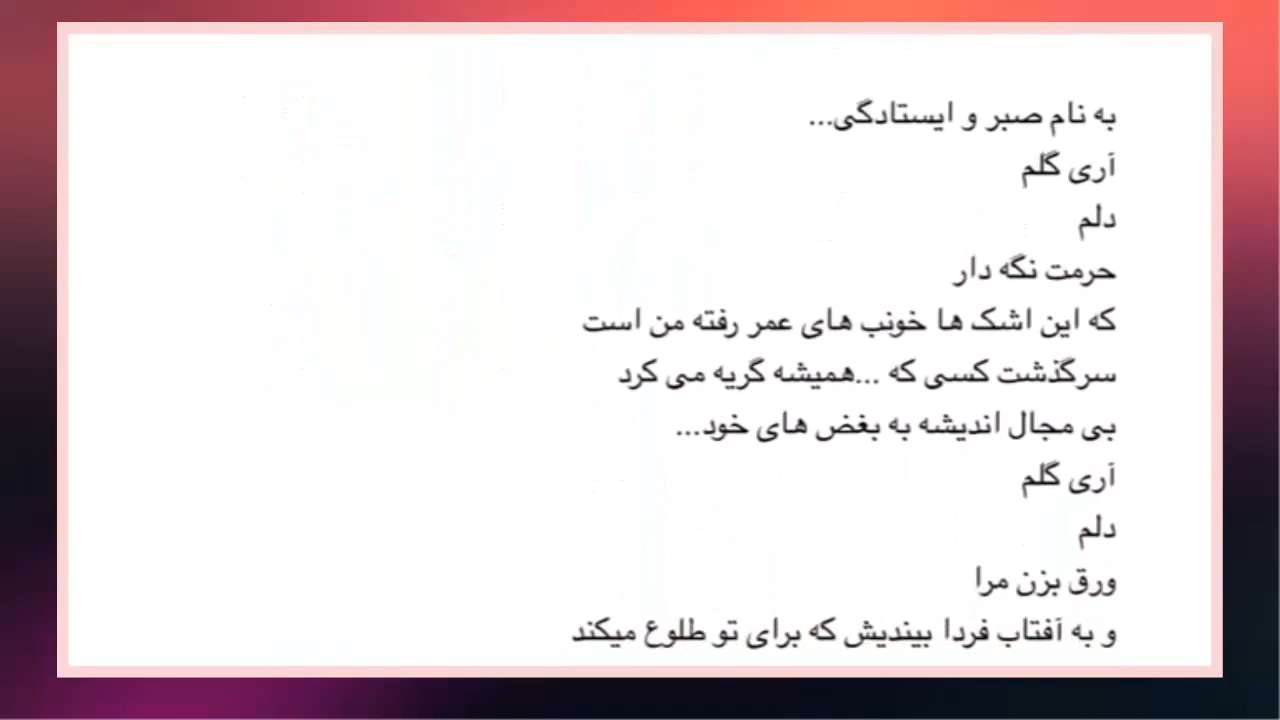 به نام صبر و ایستادگی...
آری گلم
دلم
حرمت نگه دار
که این اشک ها خونب های عمر رفته من است
سرگذشت کسی که ...همیشه گریه می کرد
بی مجال اندیشه به بغض های خود...
آری گلم
دلم
ورق بزن مرا
و به آفتاب فردا بیندیش که برای تو طلوع میکند